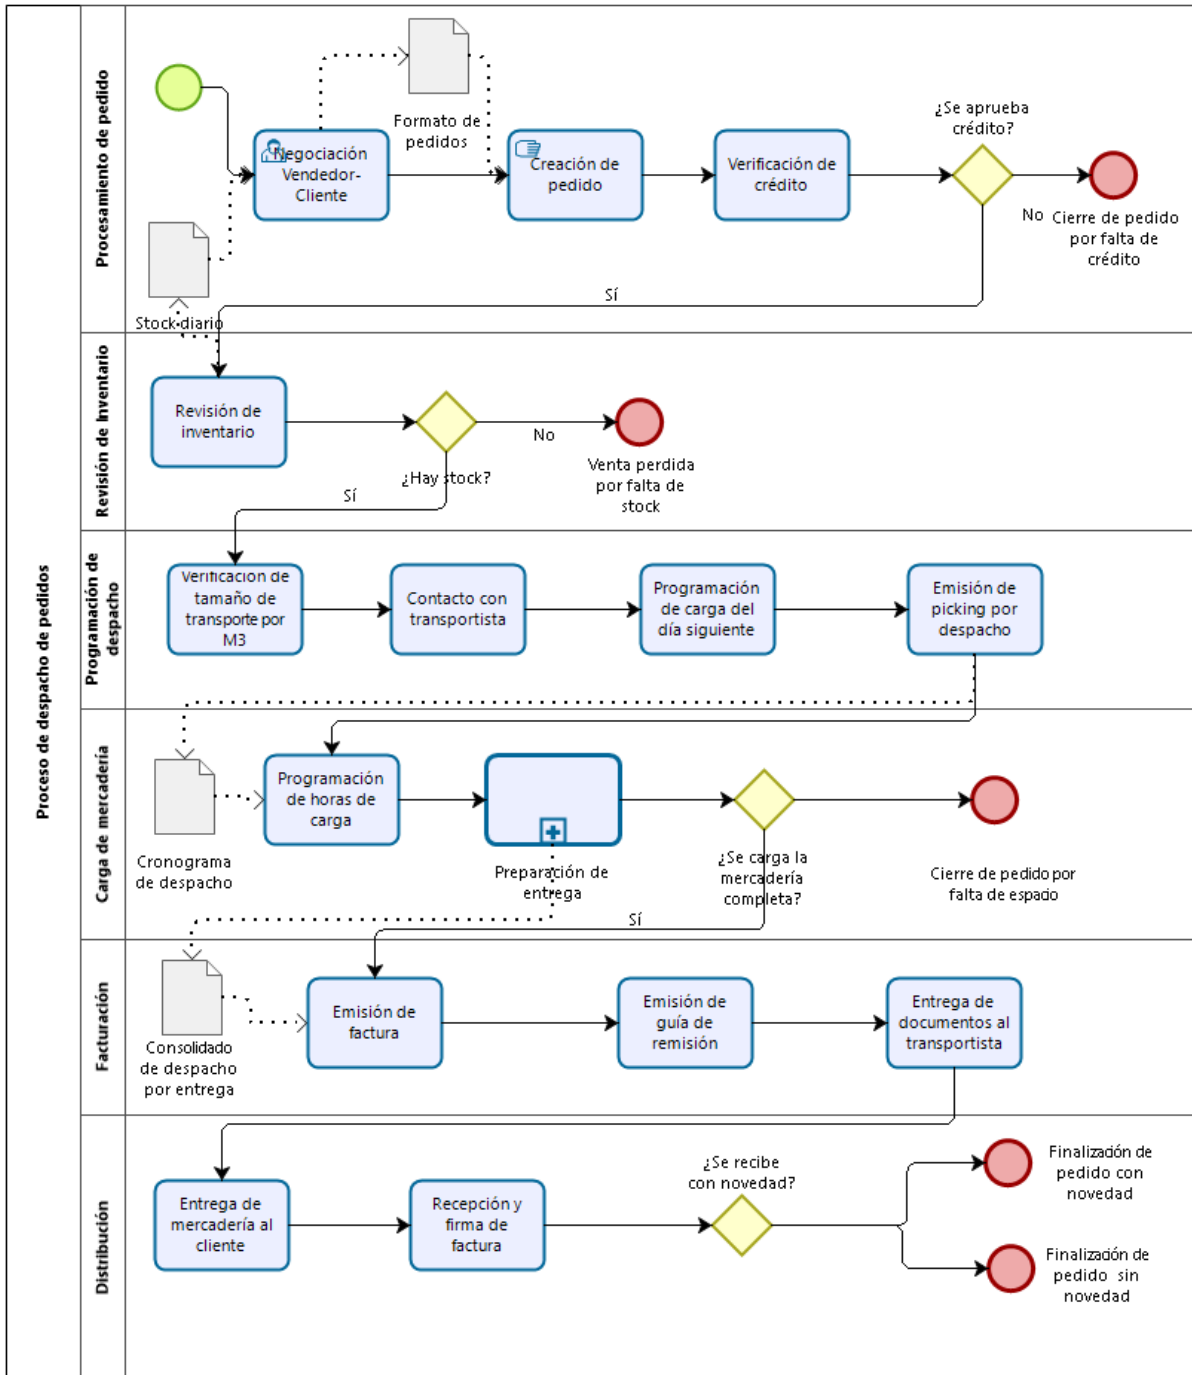 Proceso de despacho de pedidos
Procesamiento de pedido
Formato de
pedidos
¿Se aprueba
crédito?
Negociación
Vendedor-
Cliente
Creación de
pedido
Verificación de
crédito
No
Cierre de pedido
por falta de
crédito
Stock diario
Sí
Revisión de Inventario
Revisión de
inventario
¿Hay stock?
No
Venta perdida
por falta de
stock
Sí
Programación de
despacho
Verificación de
tamaño de
transporte por
M3
Contacto con
transportista
Programación
de carga del
día siguiente
Emisión de
picking por
despacho
Carga de mercadería
Cronograma
de despacho
Programación
de horas de
carga
Preparación de
entrega
¿Se carga la
mercadería
completa?
Cierre de pedido por
falta de espacio
Sí
Facturación
Consolidado
de despacho
por entrega
Emisión de
factura
Emisión de
guía de
remisión
Entrega de
documentos al
transportista
Distribución
Entrega de
mercadería al
cliente
Recepción y
firma de
factura
¿Se recibe
con novedad?
Finalización de
pedido con
novedad
Finalización de
pedido sin
novedad